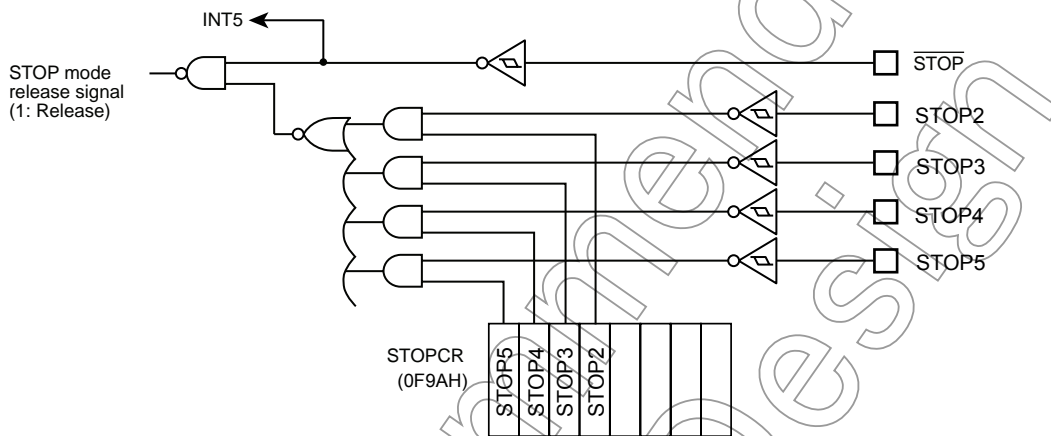 INT5
STOP mode
release signal
(1: Release)
STOP
STOP2
STOP3
STOP4
STOP5
STOPCR
(0F9AH)
STOP5
STOP4
STOP3
STOP2